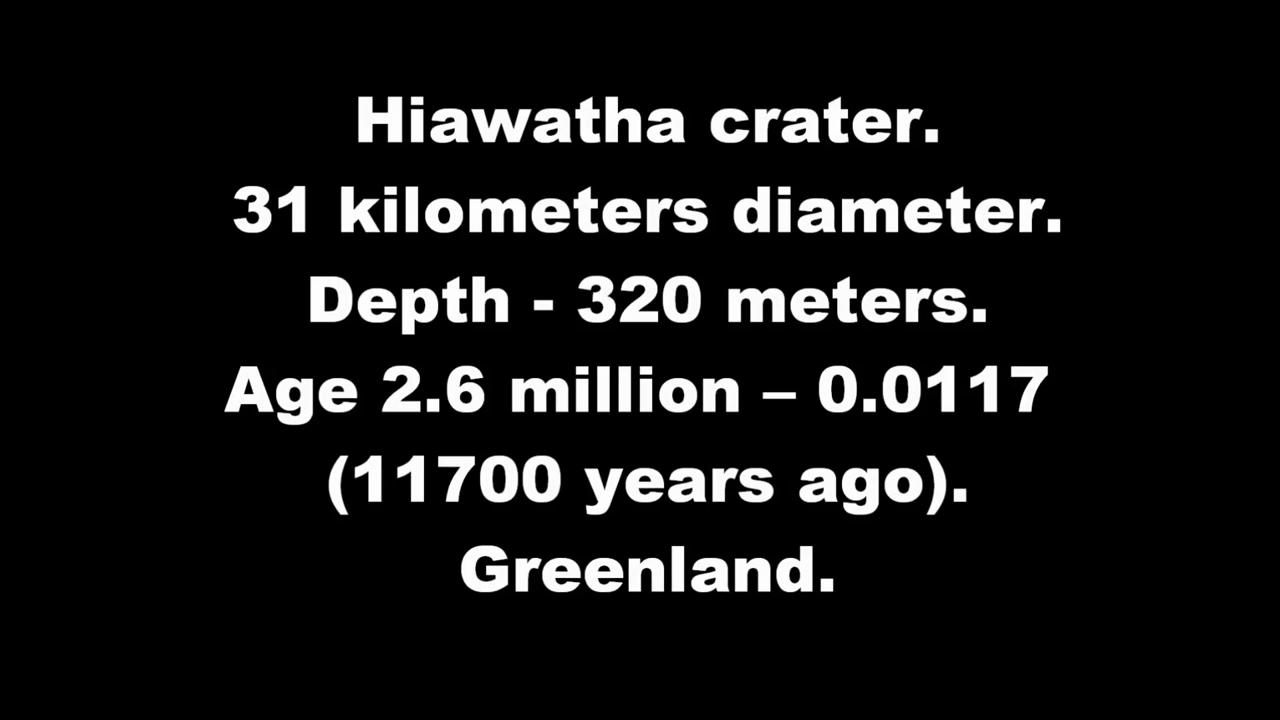 Hiawatha crater.
31 kilometers diameter.
Depth - 320 meters.
Age 2.6 million – 0.0117
(11700 years ago).
Greenland.